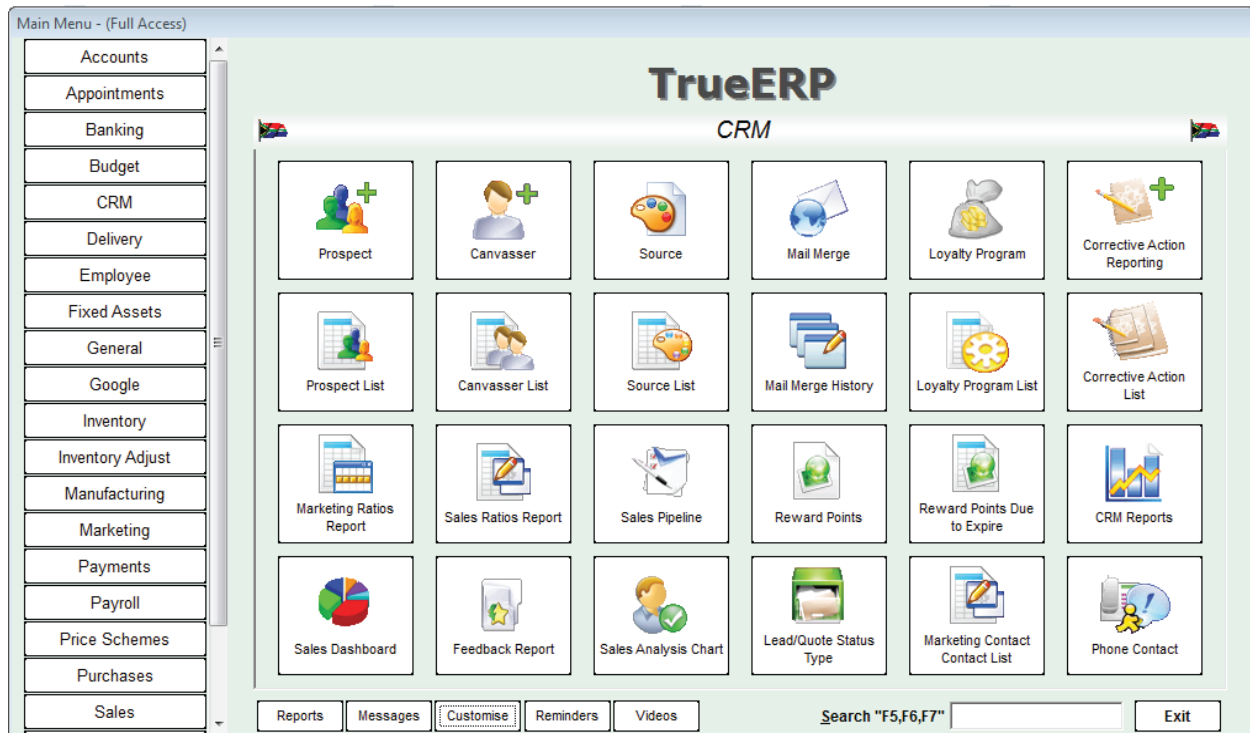 Main Menu - (Full Access)
Accounts
Appointments
Banking
Budget
CRM
Delivery
Employee
Fixed Assets
General
Google
Inventory
Inventory Adjust
Manufacturing
Marketing
Payments
Payroll
Price Schemes
Purchases
Sales
TrueERP
CRM
Prospect
Canvasser
Source
Mail Merge
Loyalty Program
Corrective Action
Reporting
Prospect List
Canvasser List
Source List
Mail Merge History
Loyalty Program List
Corrective Action
List
Marketing Ratios
Report
Sales Ratios Report
Sales Pipeline
Reward Points
Reward Points Due
to Expire
CRM Reports
Sales Dashboard
Feedback Report
Sales Analysis Chart
Lead/Quote Status
Type
Marketing Contact
Contact List
Phone Contact
Reports
Messages
Customise
Reminders
Videos
Search "F5,F6,F7"
Exit